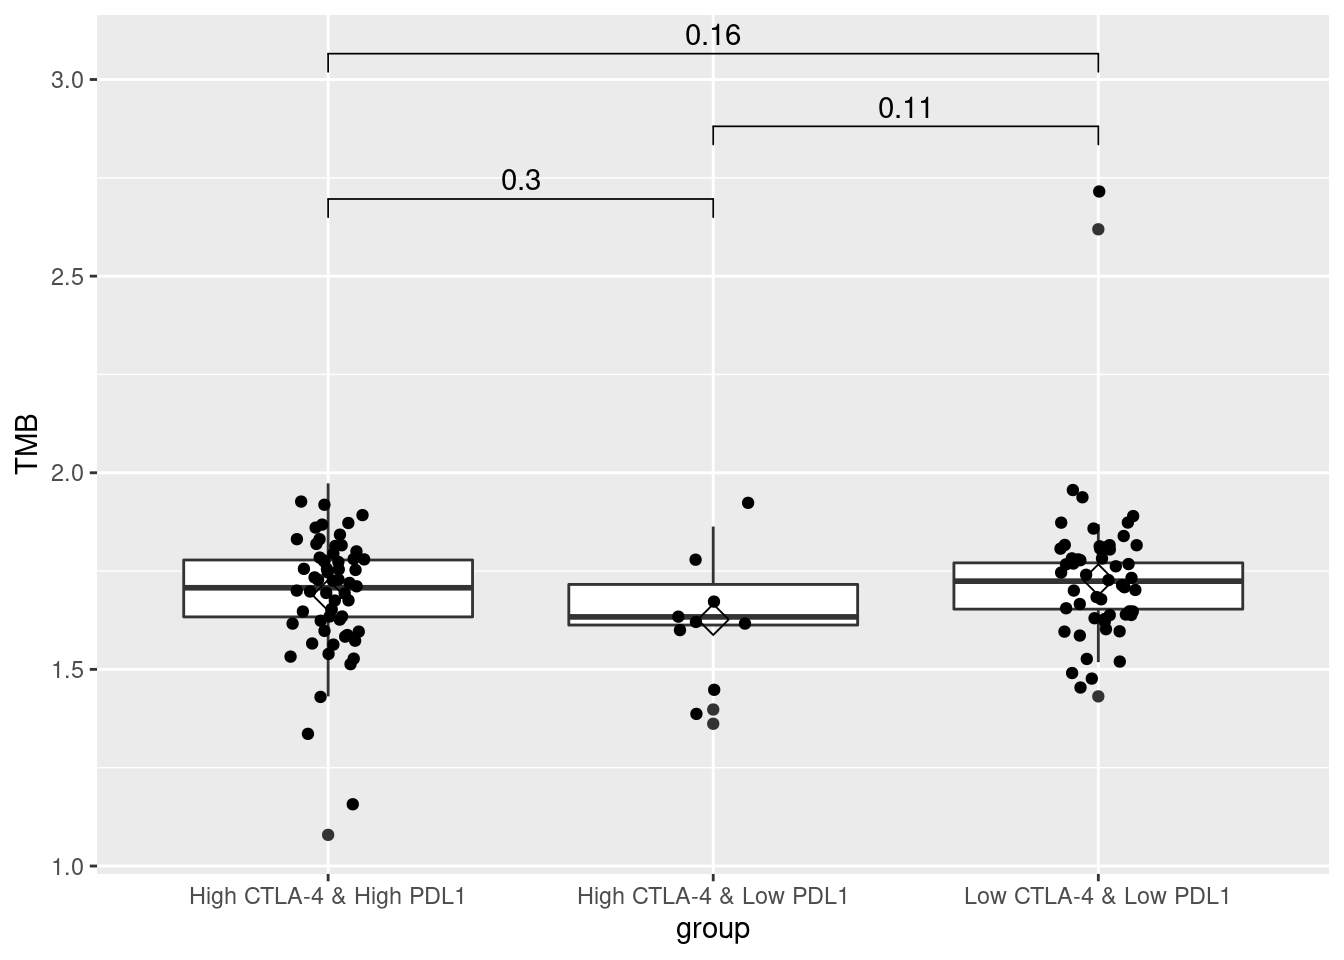 0.16
3.0
0.11
0.3
2.5
TMB
2.0
1.5
1.0
High CTLA-4 & High PDL1
High CTLA-4 & Low PDL1
Low CTLA-4 & Low PDL1
group